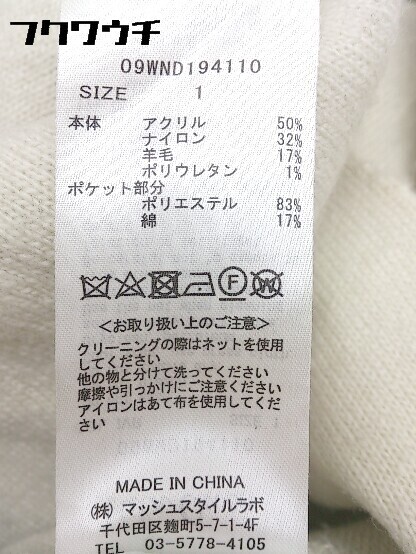 フクワウチ
09WND194110
SIZE 1
本体 アクリル 50%
ナイロン 32%
羊毛 17%
ポリウレタン 1%
ポケット部分
ポリエステル 83%
綿 17%
<お取り扱い上のご注意>
クリーニングの際はネットを使用
してください
他の物と分けて洗ってください
摩擦や引っかけにご注意ください
アイロンはあて布を使用してくだ
さい
MADE IN CHINA
(株) マッシュスタイルラボ
千代田区麹町5-7-1-4F
TEL 03-5778-4105